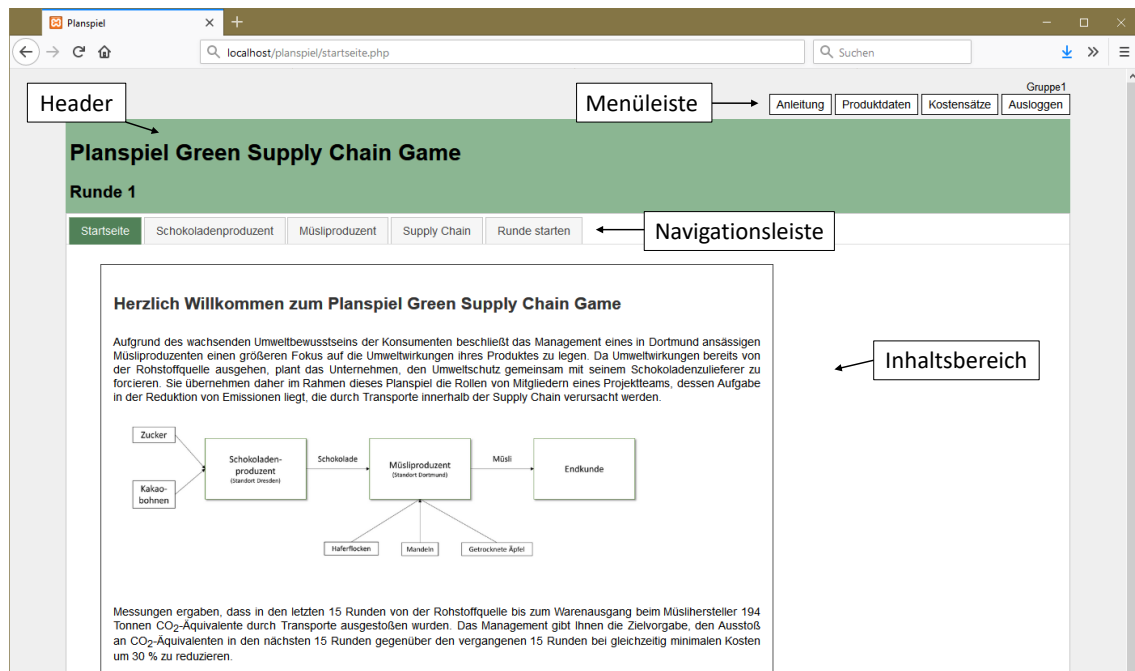 Planspiel
localhost/planspiel/startseite.php
Suchen
Gruppe1
Header
Menüleiste
Anleitung Produktdaten Kostensätze Ausloggen
Planspiel Green Supply Chain Game
Runde 1
Startseite Schokoladenproduzent Müsliproduzent Supply Chain Runde starten
Navigationsleiste
Herzlich Willkommen zum Planspiel Green Supply Chain Game
Aufgrund des wachsenden Umweltbewusstseins der Konsumenten beschließt das Management eines in Dortmund ansässigen
Müsliproduzenten einen größeren Fokus auf die Umweltwirkungen ihres Produktes zu legen. Da Umweltwirkungen bereits von
der Rohstoffquelle ausgehen, plant das Unternehmen, den Umweltschutz gemeinsam mit seinem Schokoladenzulieferer zu
forcieren. Sie übernehmen daher im Rahmen dieses Planspiel die Rollen von Mitgliedern eines Projektteams, dessen Aufgabe
in der Reduktion von Emissionen liegt, die durch Transporte innerhalb der Supply Chain verursacht werden.
Inhaltsbereich
Zucker
Kakao-
bohnen
Schokoladen-
produzent
(Standort Dresden)
Schokolade
Müsliproduzent
(Standort Dortmund)
Müsli
Endkunde
Haferflocken
Mandeln
Getrocknete Äpfel
Messungen ergaben, dass in den letzten 15 Runden von der Rohstoffquelle bis zum Warenausgang beim Müslihersteller 194
Tonnen CO₂-Äquivalente durch Transporte ausgestoßen wurden. Das Management gibt Ihnen die Zielvorgabe, den Ausstoß
an CO₂-Äquivalenten in den nächsten 15 Runden gegenüber den vergangenen 15 Runden bei gleichzeitig minimalen Kosten
um 30 % zu reduzieren.